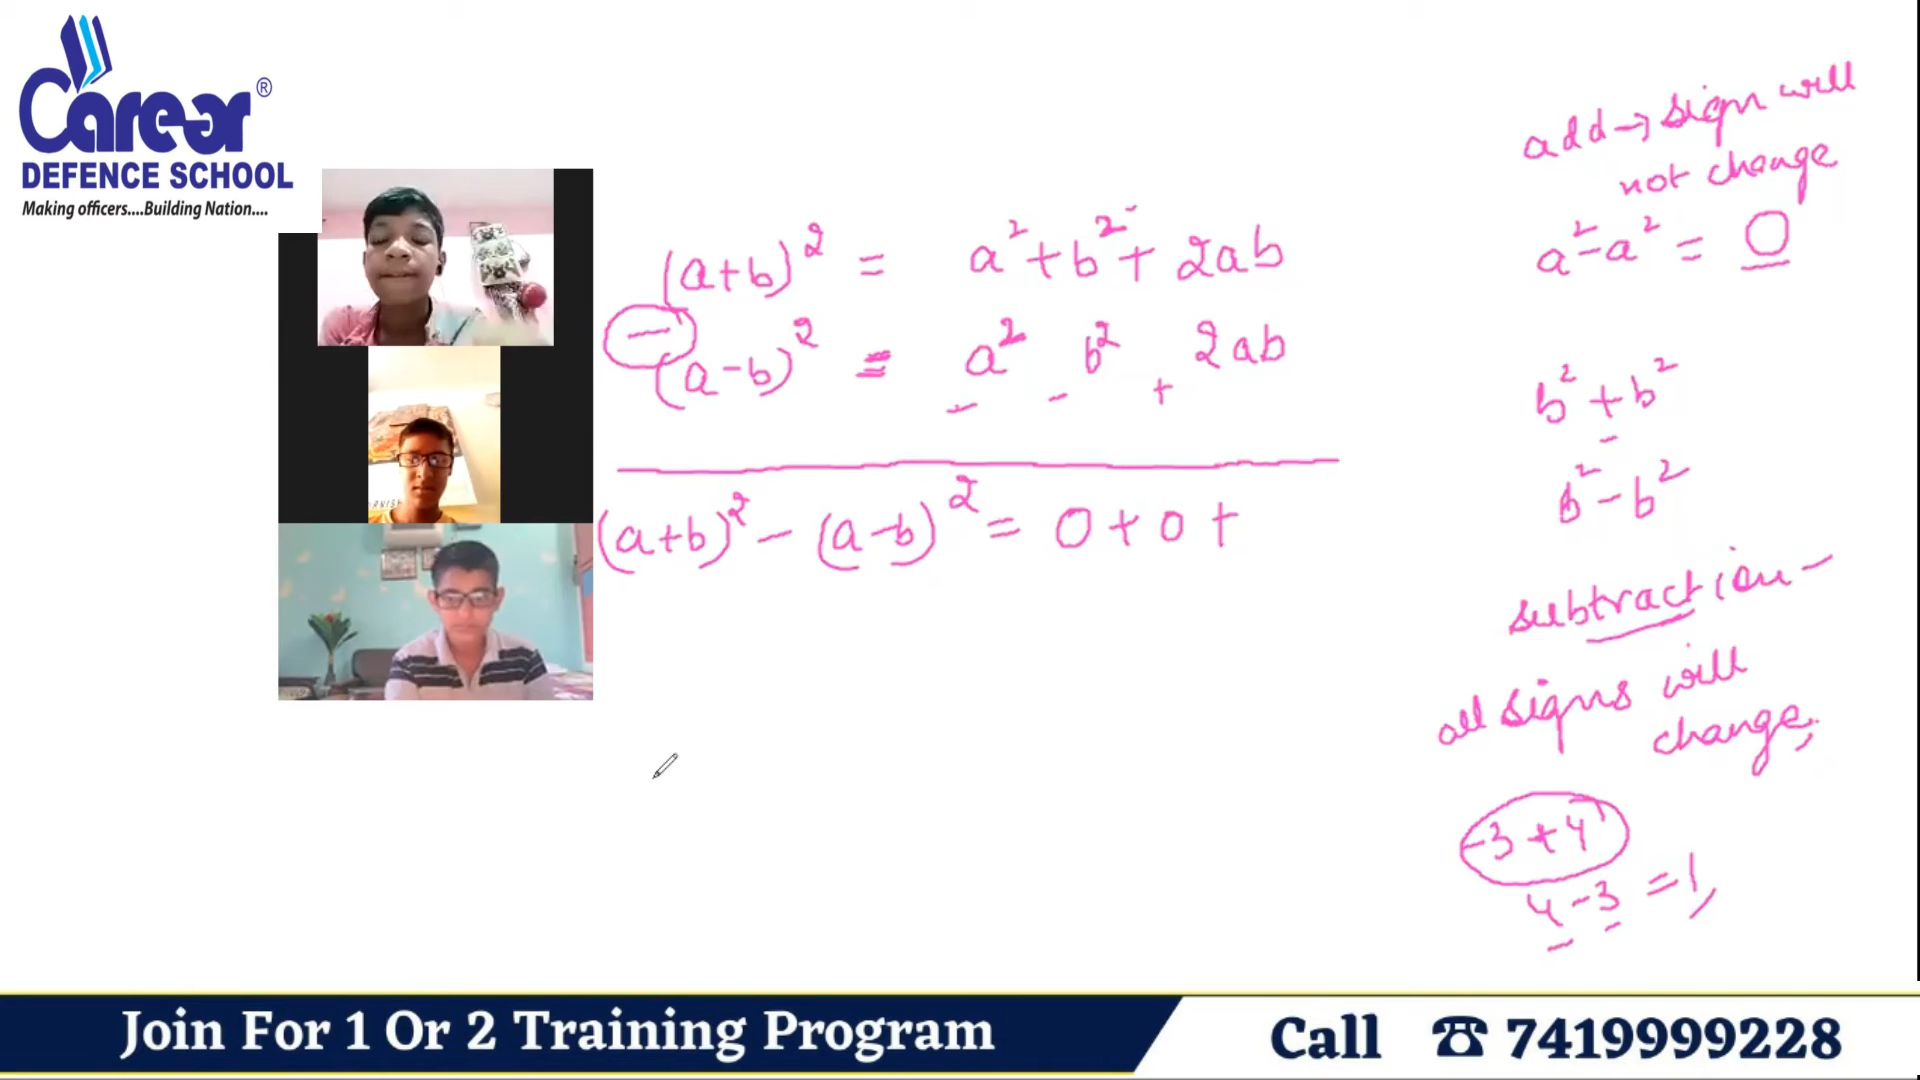 Carear®
DEFENCE SCHOOL
Making officers....Building Nation....
(a+b)² = a² + b² + 2ab
(a-b)² = a² b² 2ab
− − − +
(a+b)² − (a-b)² = 0 + 0 +
add → sign will
not change
a² − a² = 0
b² + b²
b² − b²
subtraction −
all signs will
change,
-3 + 4
4 - 3 = 1,
Join For 1 Or 2 Training Program
Call ☎ 7419999228